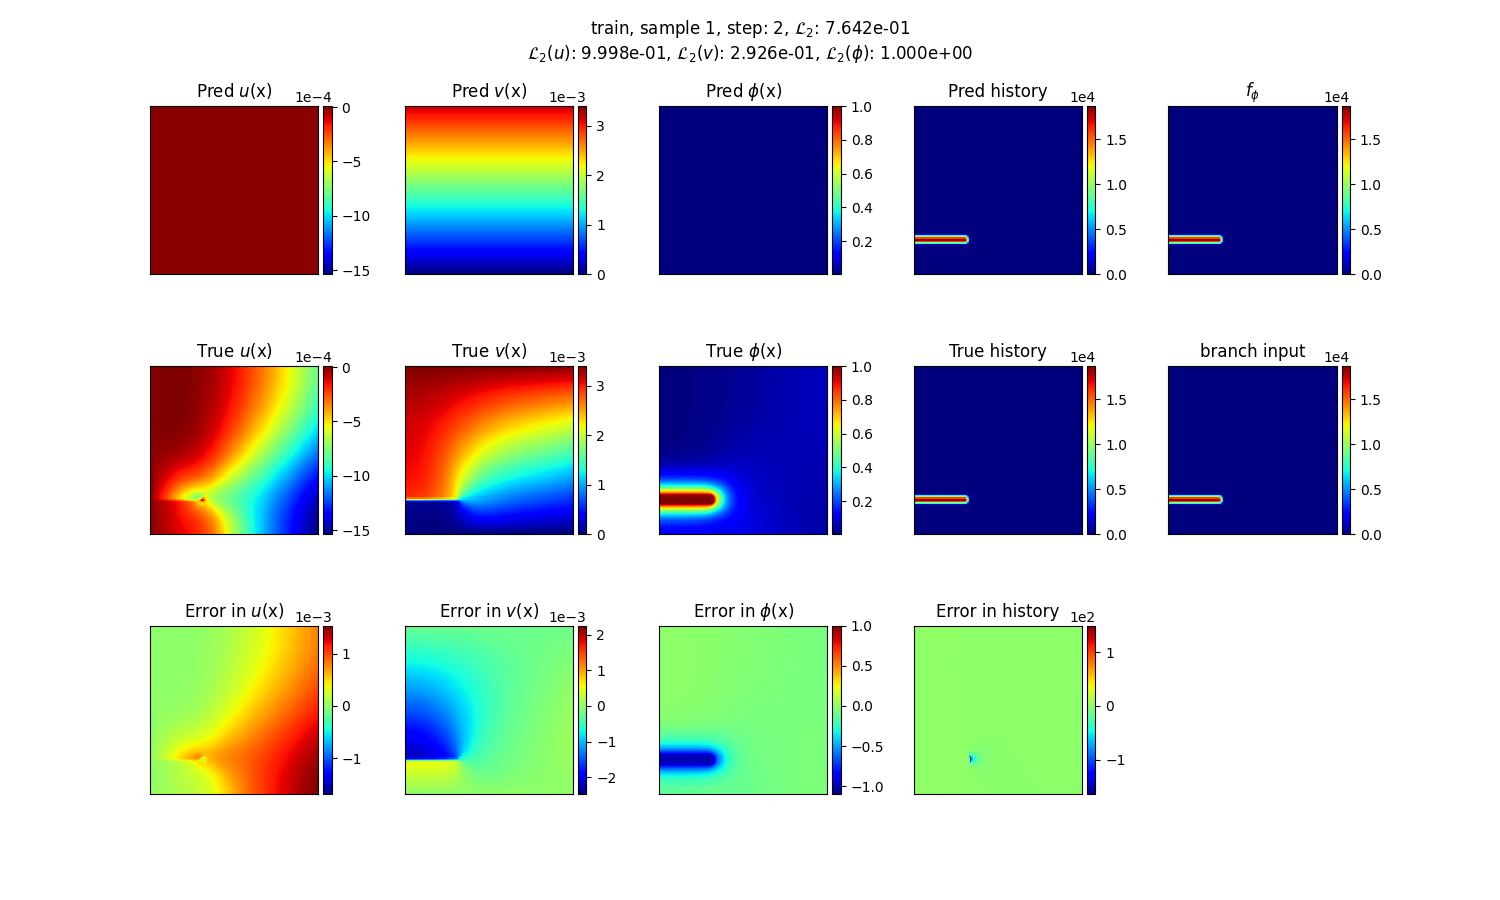 train, sample 1, step: 2, ℒ₂: 7.642e-01
ℒ₂(u): 9.998e-01, ℒ₂(v): 2.926e-01, ℒ₂(ϕ): 1.000e+00
Pred u(x)
1e−4
0
−5
−10
−15
Pred v(x)
1e−3
3
2
1
0
Pred ϕ(x)
1.0
0.8
0.6
0.4
0.2
Pred history
1e4
1.5
1.0
0.5
0.0
f_ϕ
1e4
1.5
1.0
0.5
0.0
True u(x)
1e−4
0
−5
−10
−15
True v(x)
1e−3
3
2
1
0
True ϕ(x)
1.0
0.8
0.6
0.4
0.2
True history
1e4
1.5
1.0
0.5
0.0
branch input
1e4
1.5
1.0
0.5
0.0
Error in u(x)
1e−3
1
0
−1
Error in v(x)
1e−3
2
1
0
−1
−2
Error in ϕ(x)
1.0
0.5
0.0
−0.5
−1.0
Error in history
1e2
1
0
−1